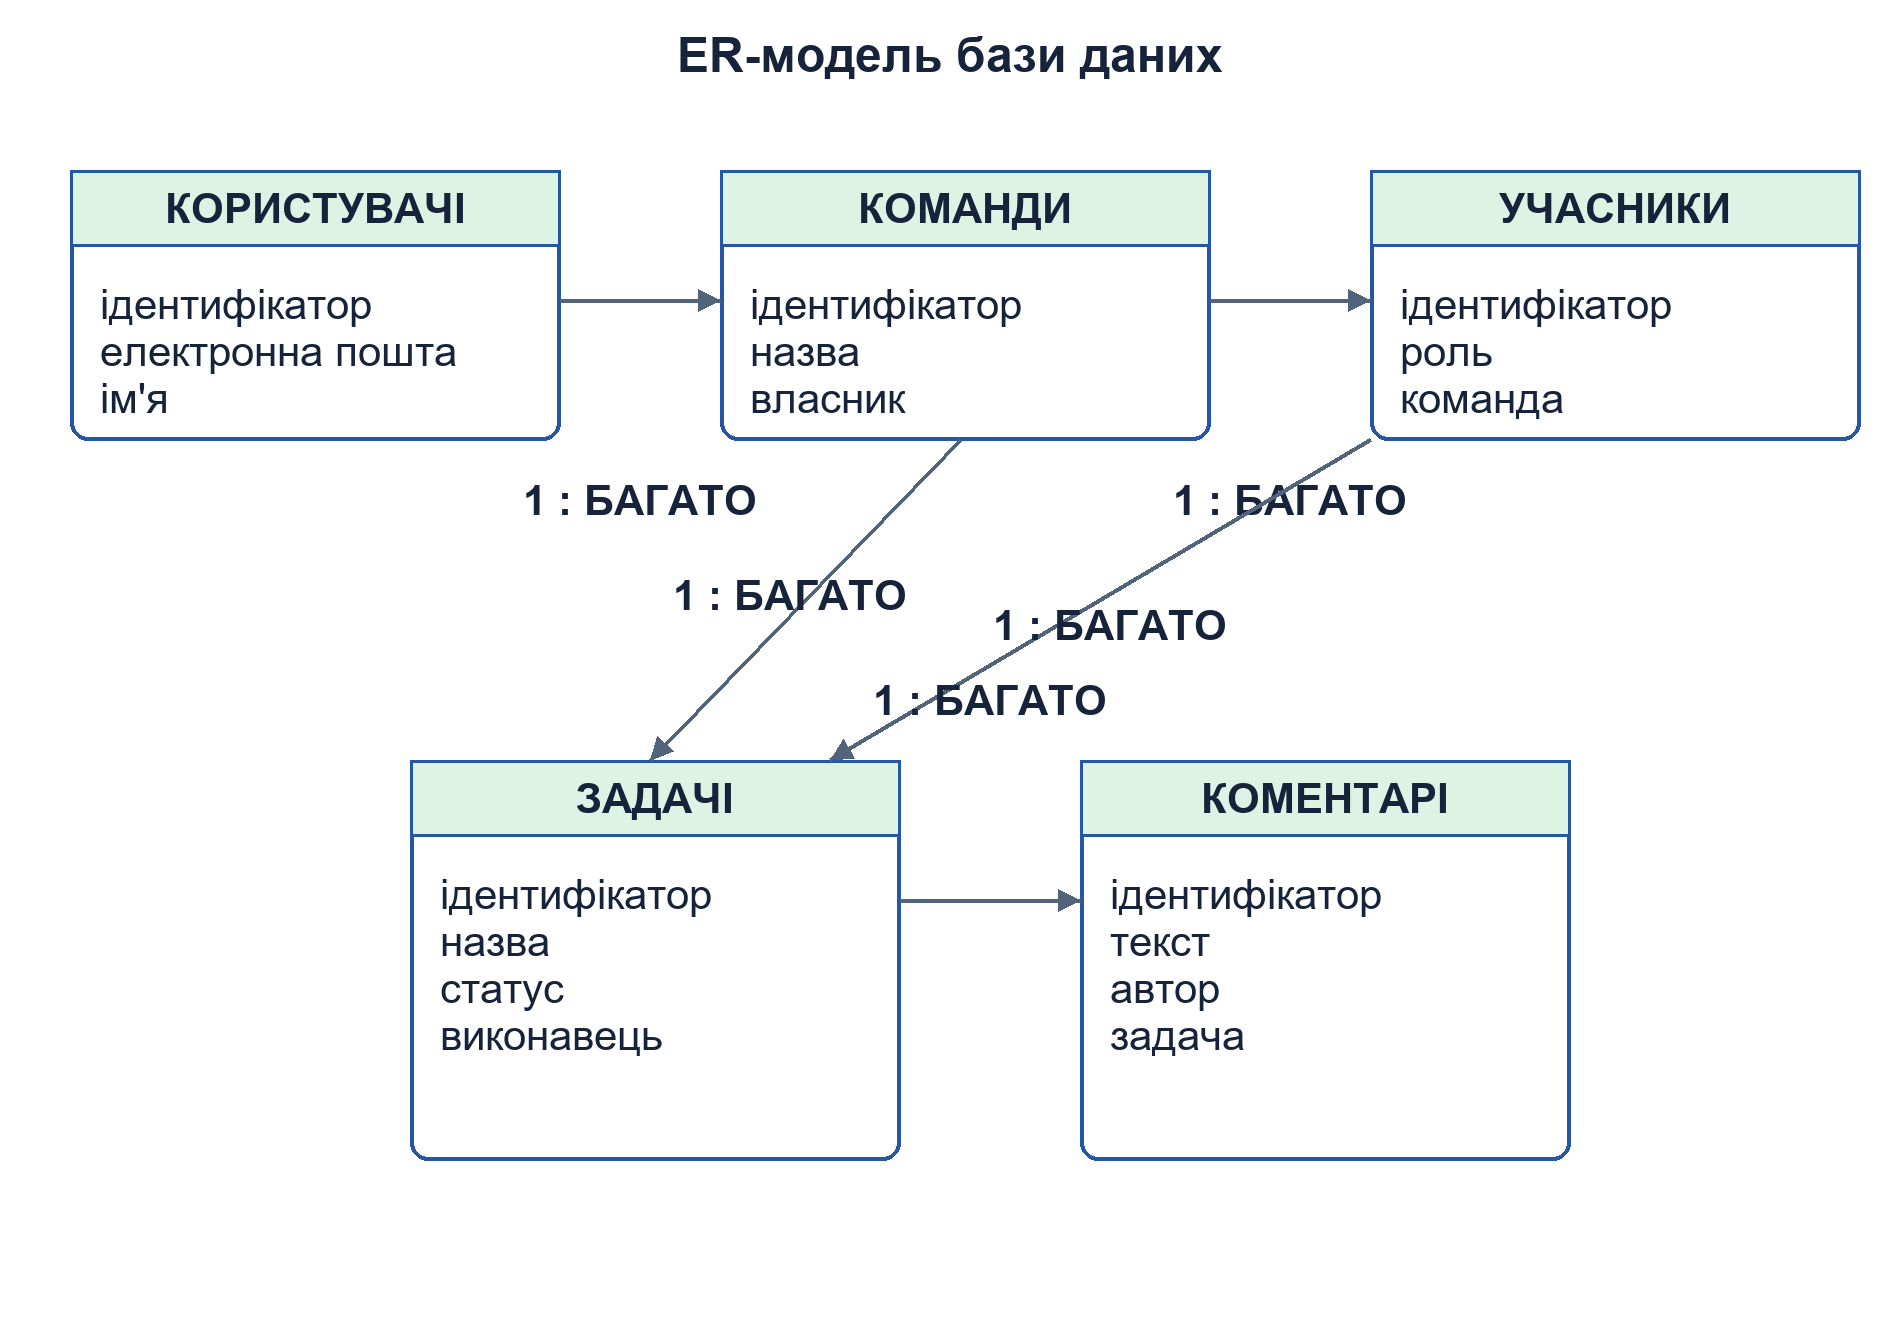 ER-модель бази даних
КОРИСТУВАЧІ
ідентифікатор
електронна пошта
ім'я
КОМАНДИ
ідентифікатор
назва
власник
УЧАСНИКИ
ідентифікатор
роль
команда
1 : БАГАТО
1 : БАГАТО
1 : БАГАТО
1 : БАГАТО
1 : БАГАТО
ЗАДАЧІ
ідентифікатор
назва
статус
виконавець
КОМЕНТАРІ
ідентифікатор
текст
автор
задача